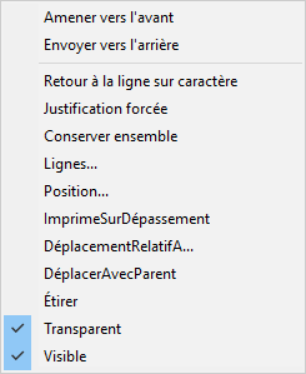 Amener vers l'avant
Envoyer vers l'arrière
Retour à la ligne sur caractère
Justification forcée
Conserver ensemble
Lignes...
Position...
ImprimeSurDépassement
DéplacementRelatifA...
DéplacerAvecParent
Étirer
Transparent
Visible